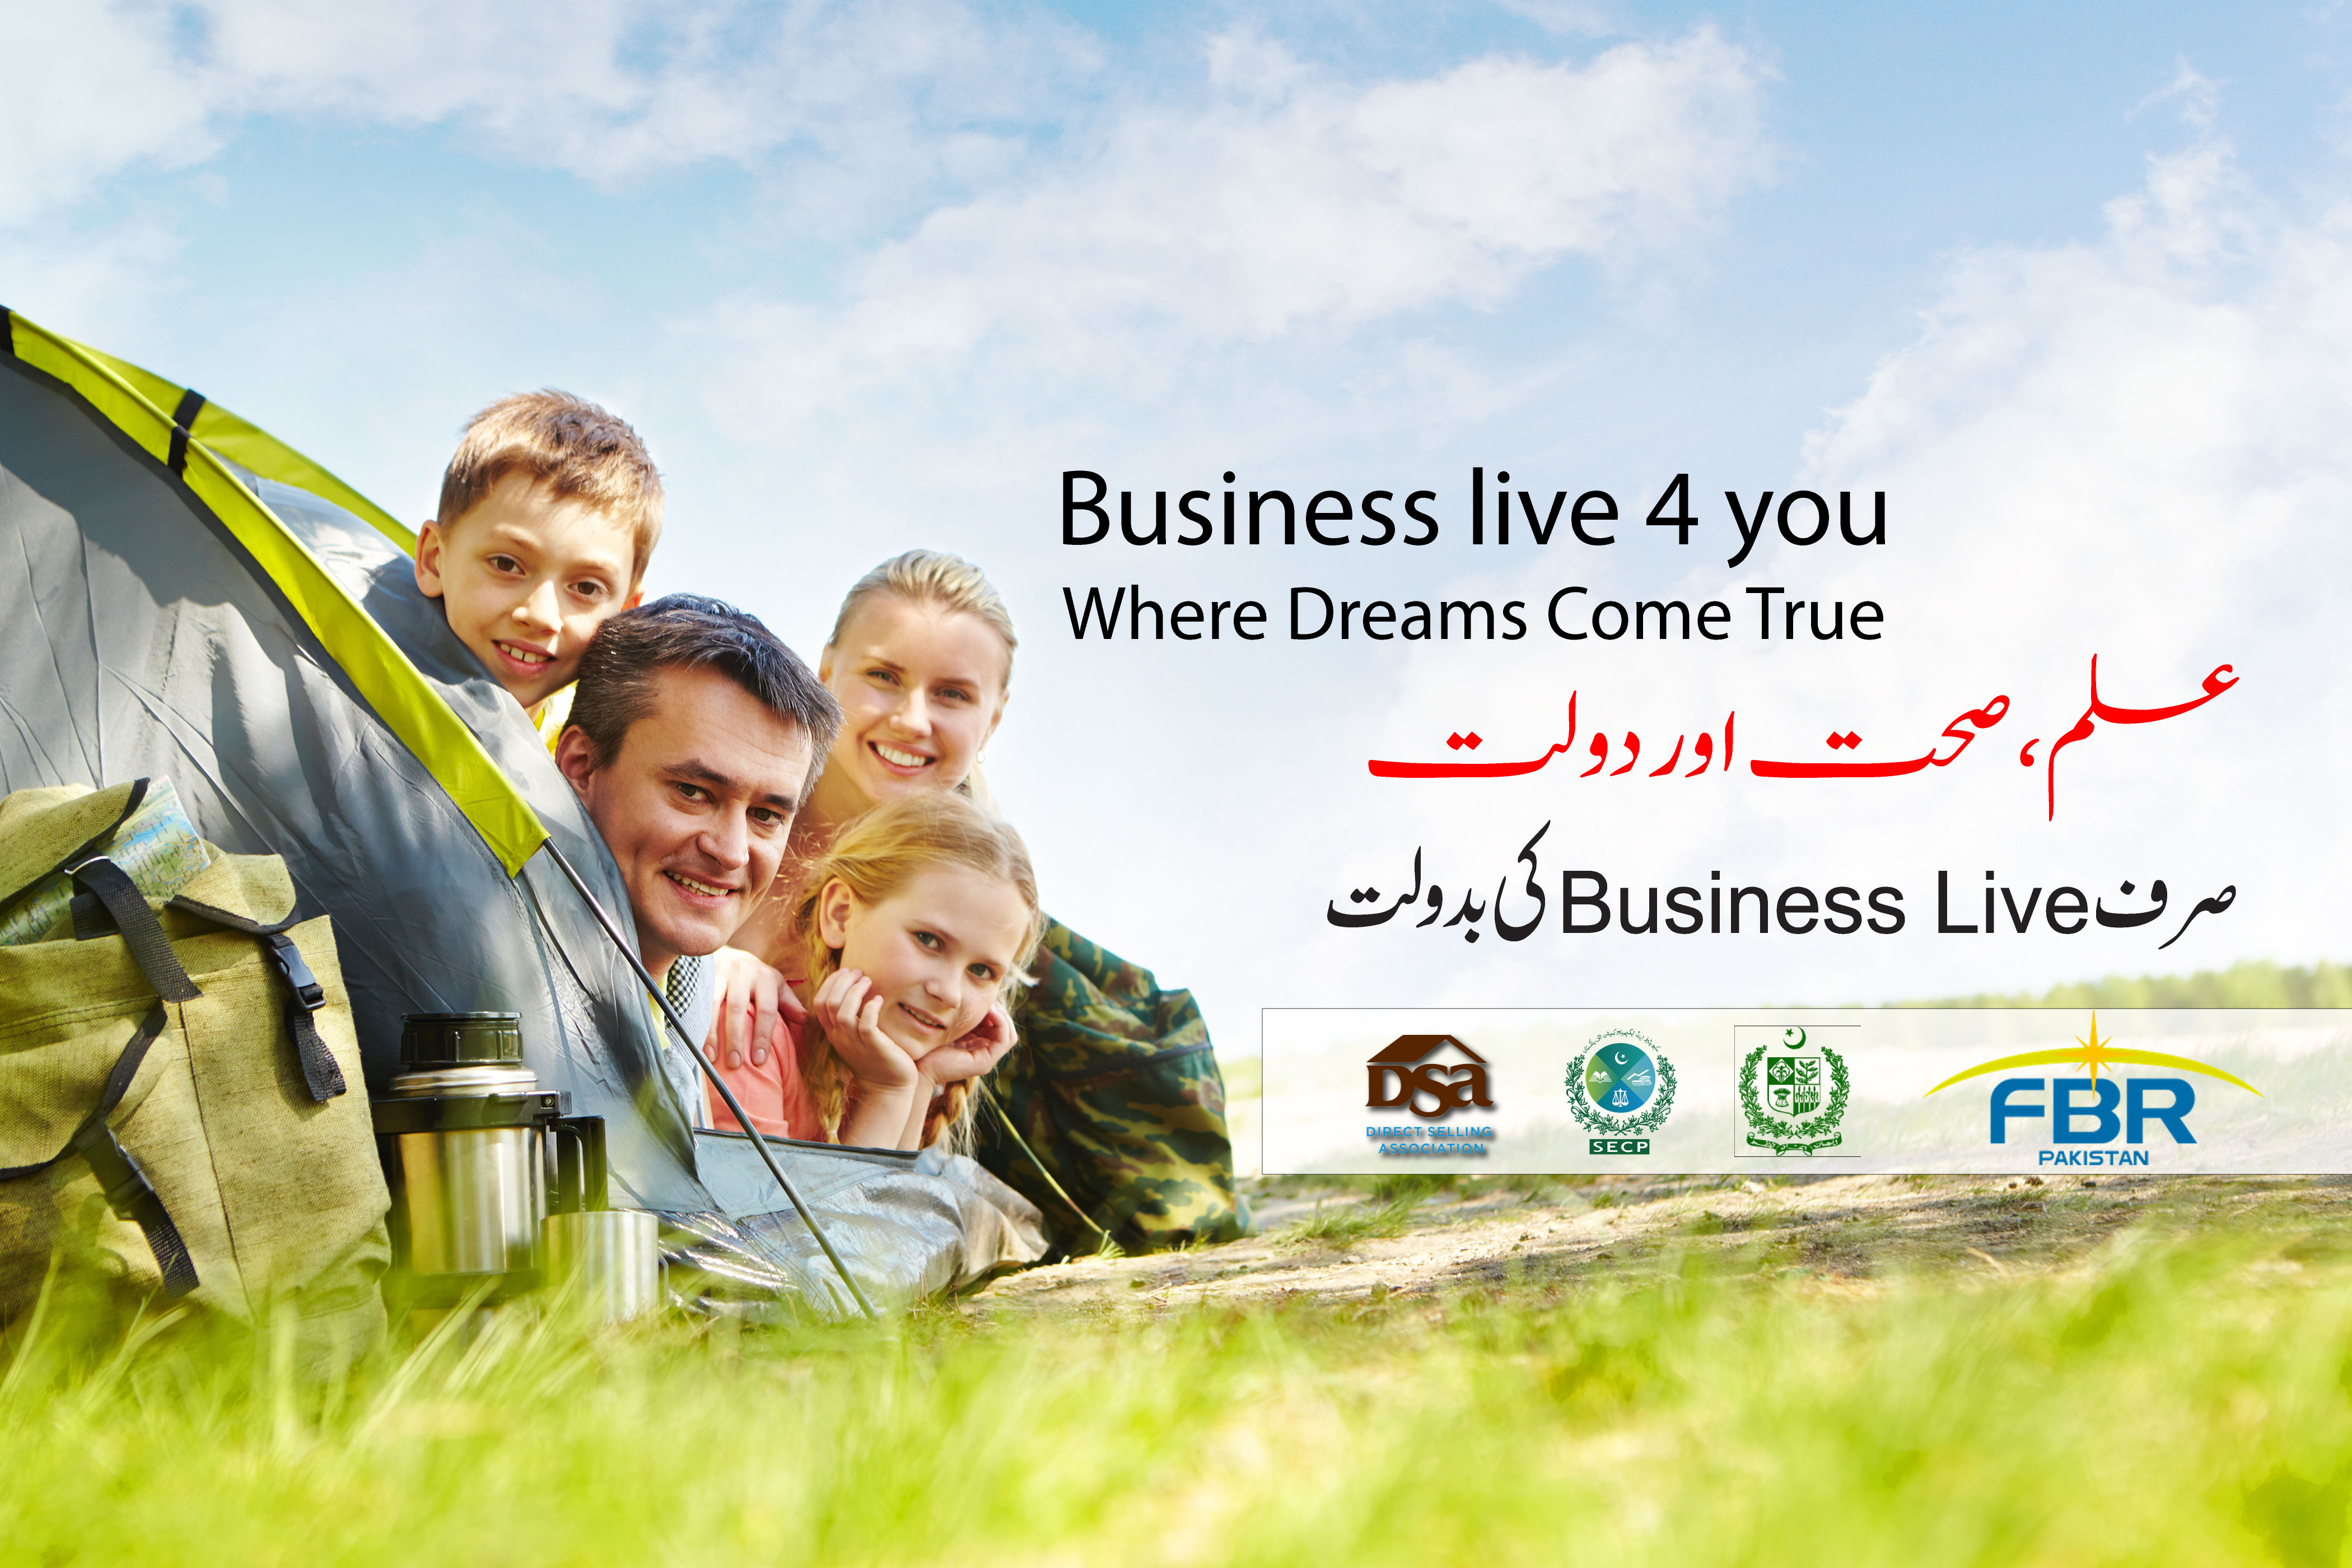 Business live 4 you
Where Dreams Come True
علم، صحت اور دولت
صرف Business Live کی بدولت
DSA
DIRECT SELLING
ASSOCIATION
SECP
FBR
PAKISTAN